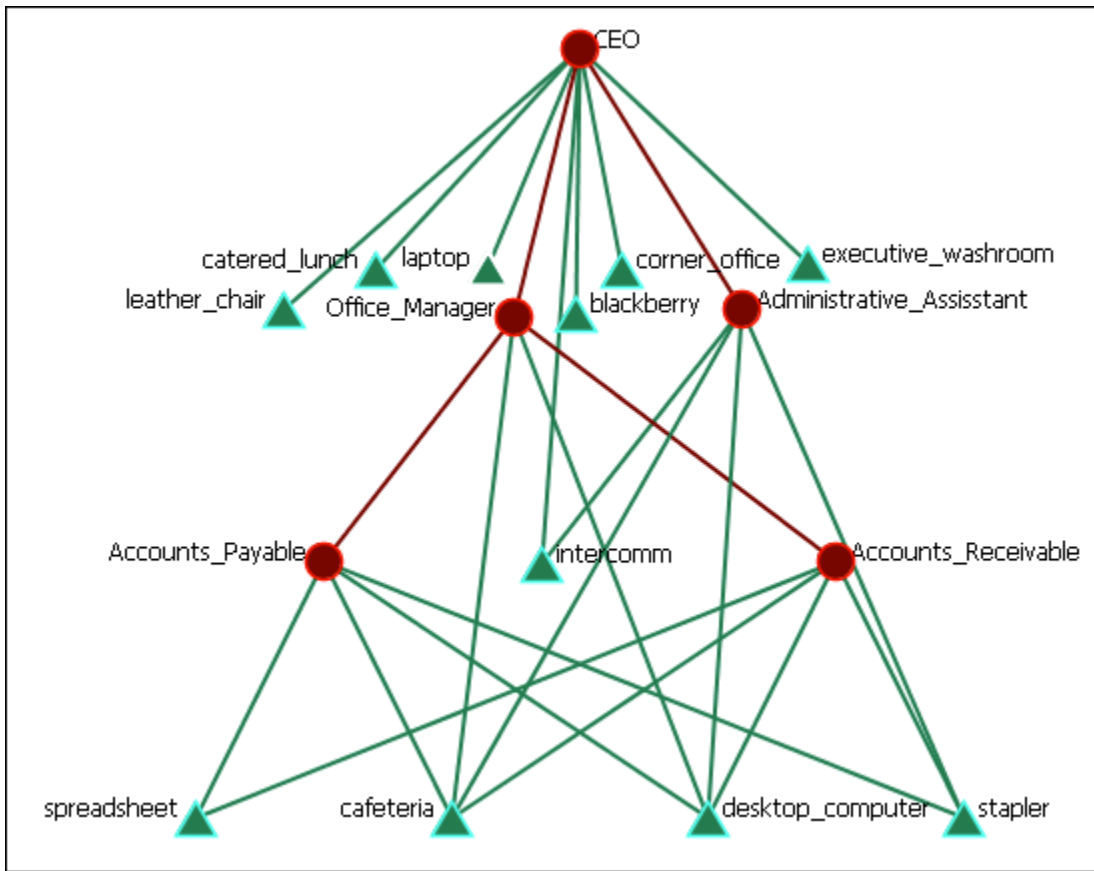 CEO
catered_lunch
laptop
corner_office
executive_washroom
leather_chair
Office_Manager
blackberry
Administrative_Assisstant
Accounts_Payable
intercomm
Accounts_Receivable
spreadsheet
cafeteria
desktop_computer
stapler